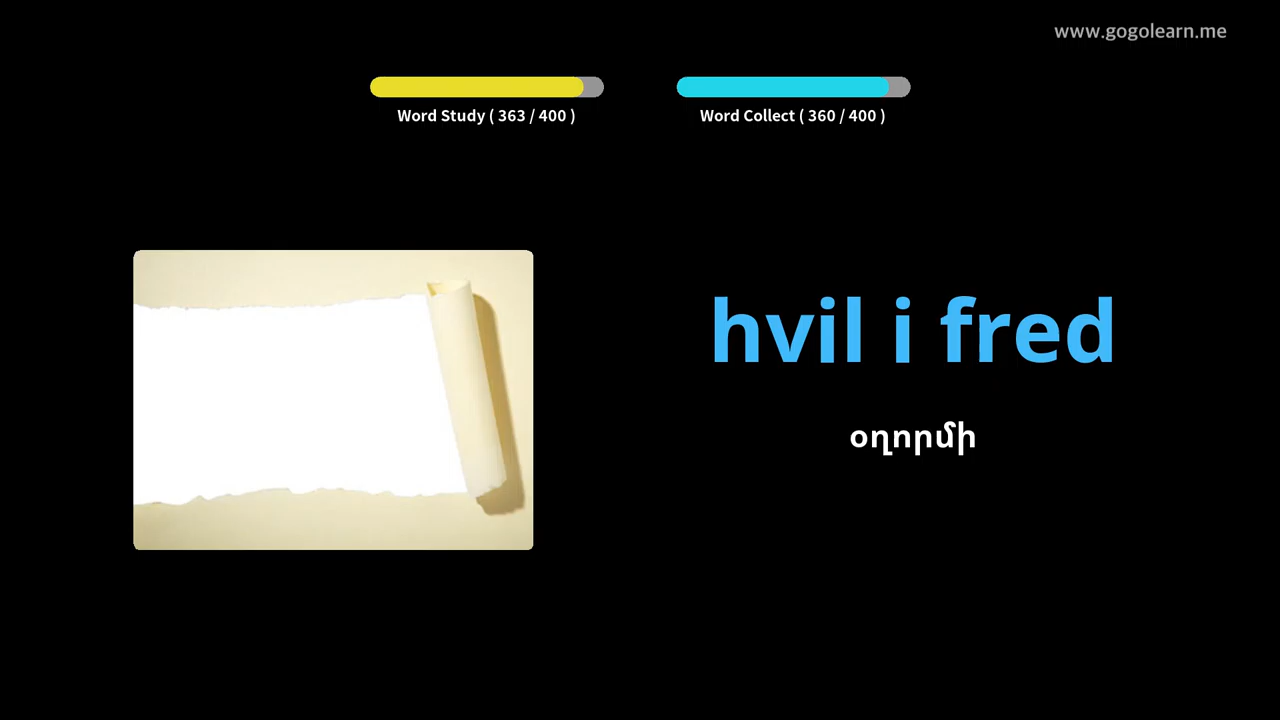 www.gogolearn.me
Word Study ( 363 / 400 )
Word Collect ( 360 / 400 )
hvil i fred
օղորմի